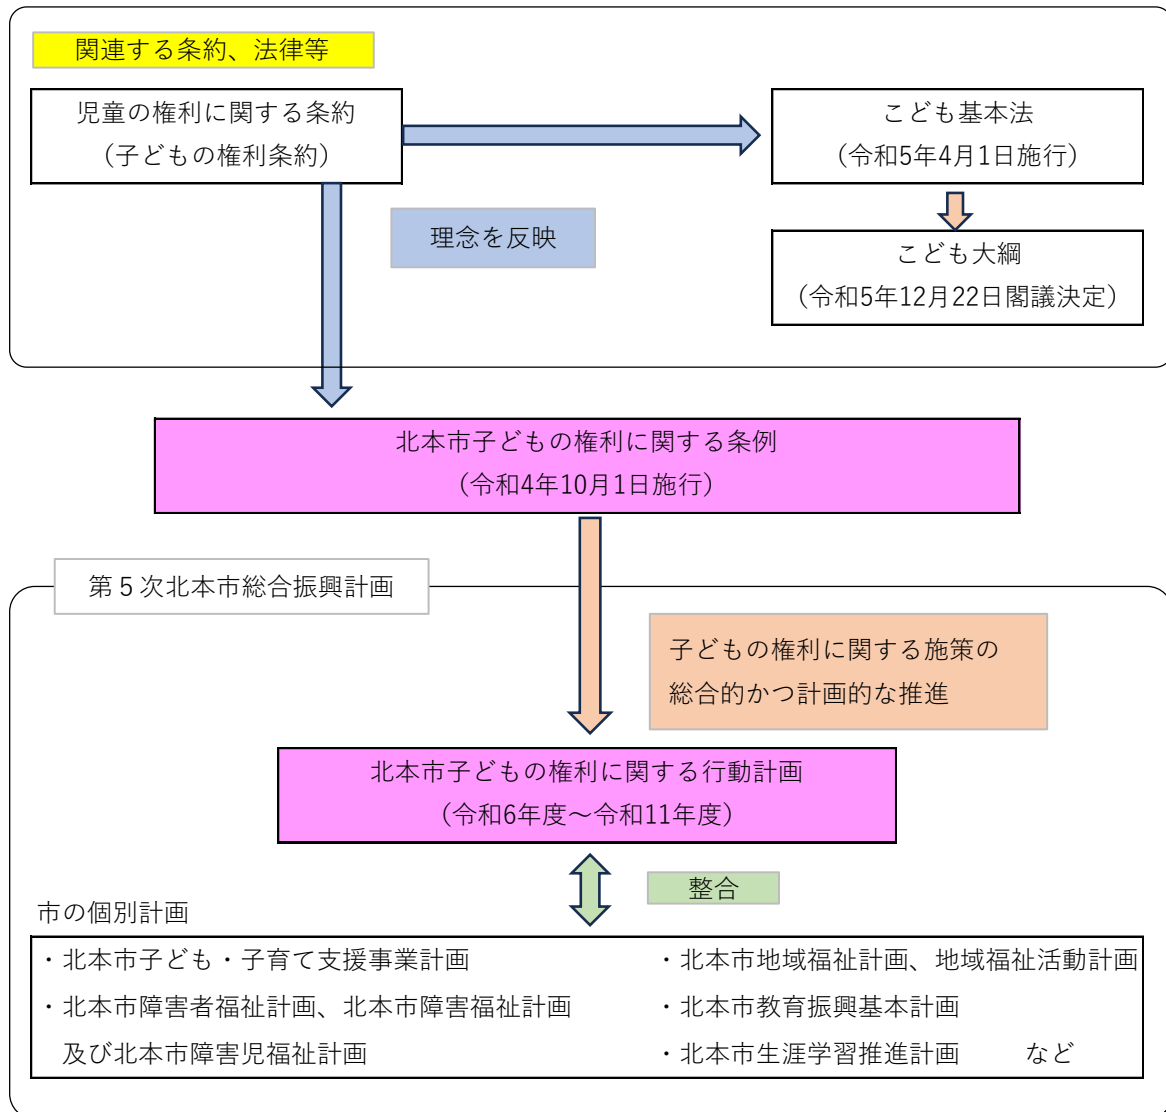 関連する条約、法律等
児童の権利に関する条約
(子どもの権利条約)
こども基本法
(令和5年4月1日施行)
理念を反映
こども大綱
(令和5年12月22日閣議決定)
北本市子どもの権利に関する条例
(令和4年10月1日施行)
第5次北本市総合振興計画
子どもの権利に関する施策の
総合的かつ計画的な推進
北本市子どもの権利に関する行動計画
(令和6年度~令和11年度)
整合
市の個別計画
・北本市子ども・子育て支援事業計画
・北本市障害者福祉計画、北本市障害福祉計画
及び北本市障害児福祉計画
・北本市地域福祉計画、地域福祉活動計画
・北本市教育振興基本計画
・北本市生涯学習推進計画　　など